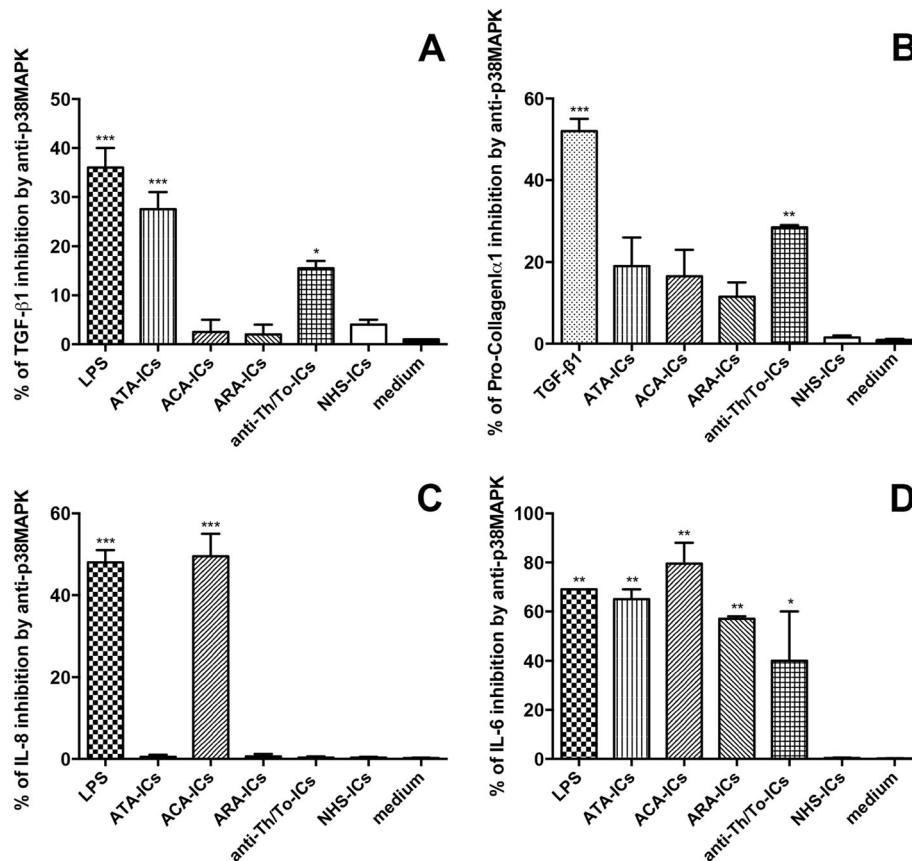 A
% of TGF-β1 inhibition by anti-p38MAPK
50
40
30
20
10
0
***
***
*
LPS
ATA-ICs
ACA-ICs
ARA-ICs
anti-Th/To-ICs
NHS-ICs
medium
B
% of Pro-CollagenIα1 inhibition by anti-p38MAPK
60
40
20
0
***
**
TGF-β1
ATA-ICs
ACA-ICs
ARA-ICs
anti-Th/To-ICs
NHS-ICs
medium
C
% of IL-8 inhibition by anti-p38MAPK
60
40
20
0
***
***
LPS
ATA-ICs
ACA-ICs
ARA-ICs
anti-Th/To-ICs
NHS-ICs
medium
D
% of IL-6 inhibition by anti-p38MAPK
100
80
60
40
20
0
**
**
**
**
*
LPS
ATA-ICs
ACA-ICs
ARA-ICs
anti-Th/To-ICs
NHS-ICs
medium